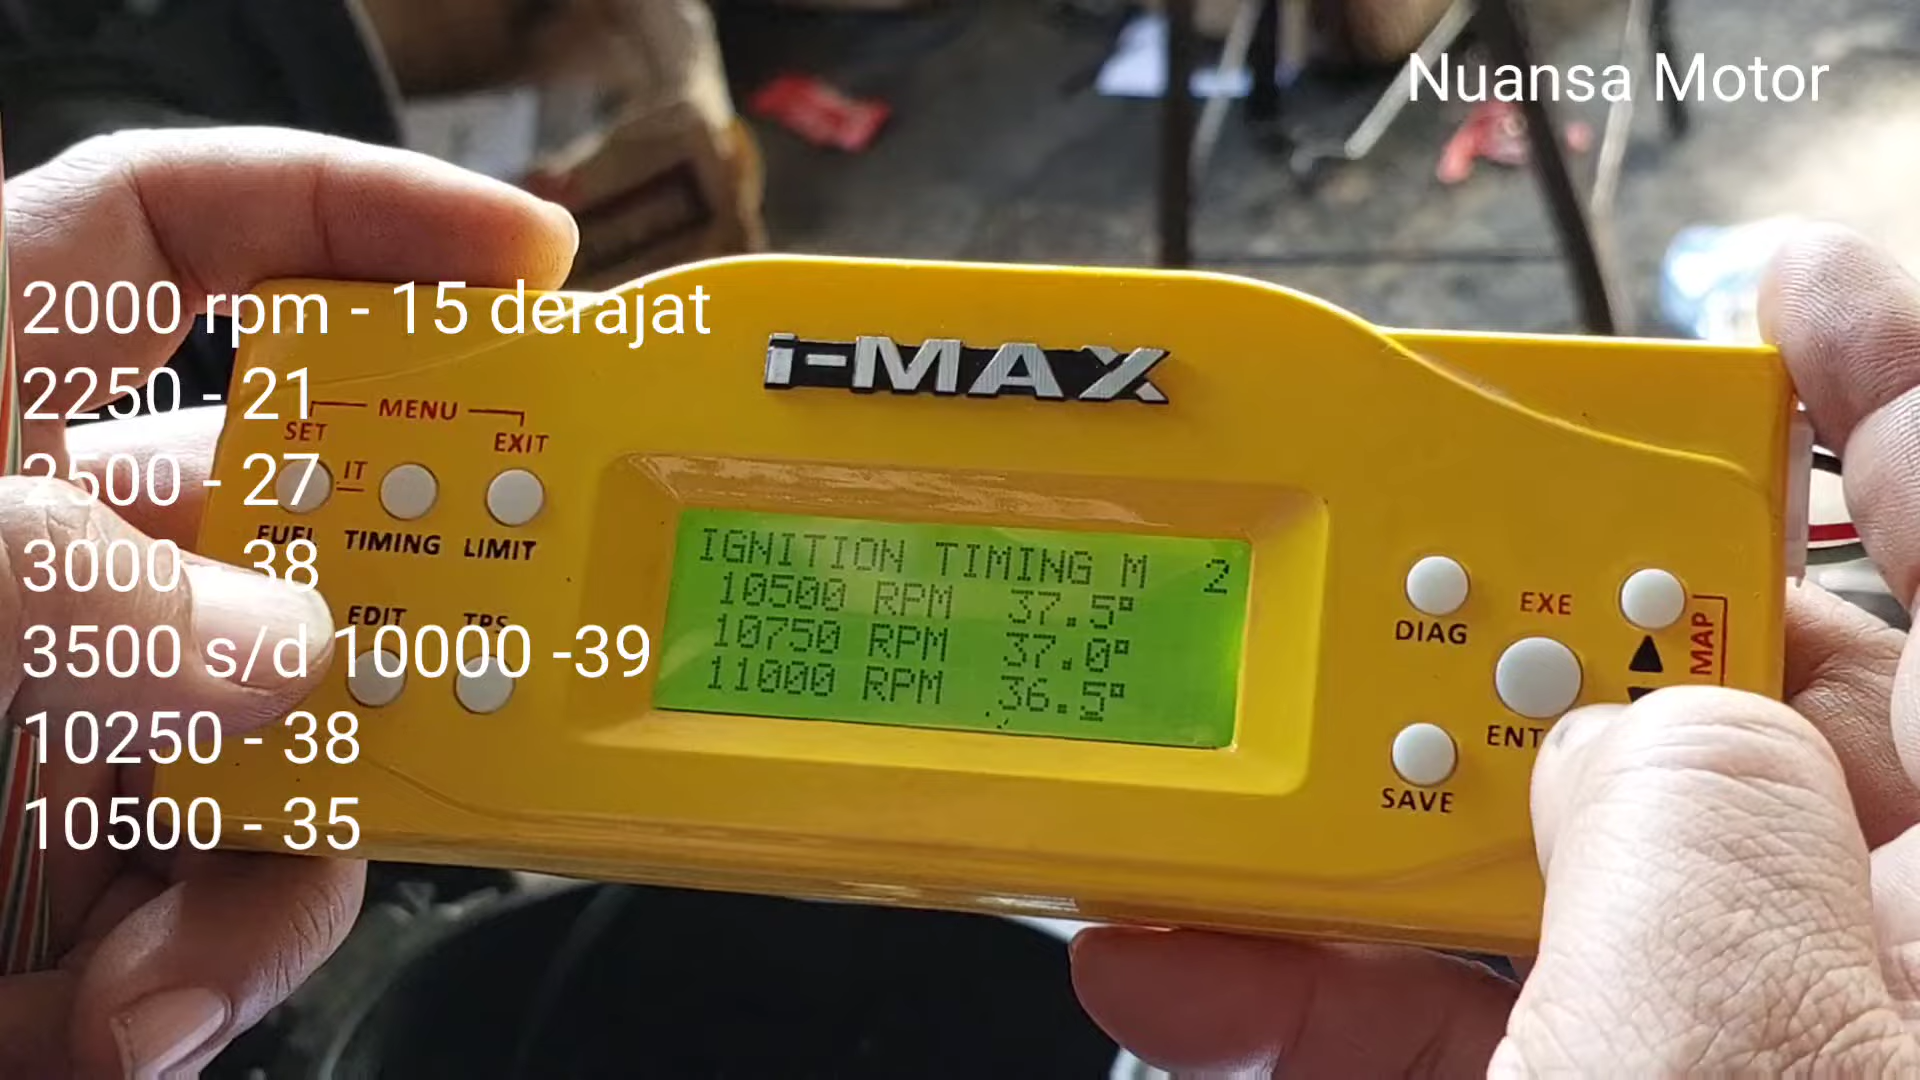 Nuansa Motor
2000 rpm - 15 derajat
2250 - 21
2500 - 27
3000 - 38
3500 s/d 10000 -39
10250 - 38
10500 - 35
i-MAX
MENU
SET
EXIT
IT
FUEL TIMING LIMIT
EDIT TPS
IGNITION TIMING M 2
10500 RPM 37.5°
10750 RPM 37.0°
11000 RPM 36.5°
DIAG
EXE
MAP
SAVE